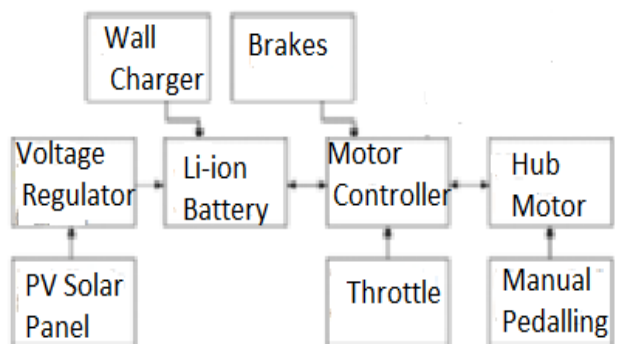 Wall
Charger
Brakes
Voltage
Regulator
Li-ion
Battery
Motor
Controller
Hub
Motor
PV Solar
Panel
Throttle
Manual
Pedalling